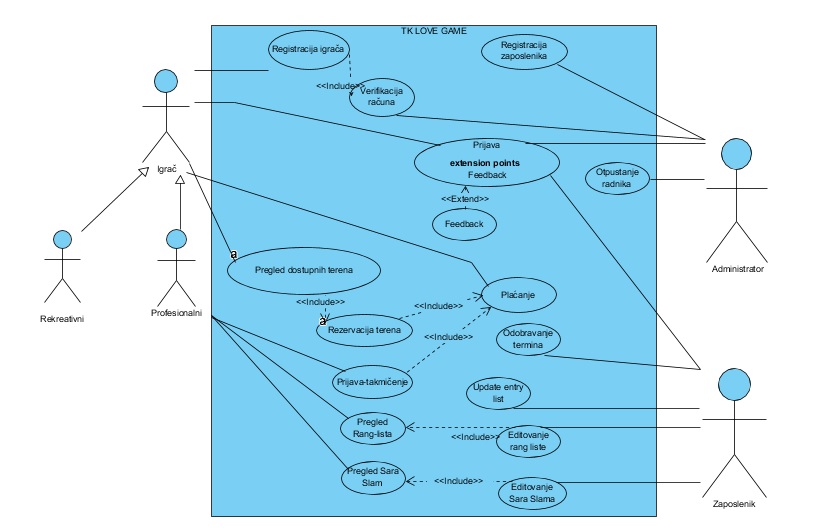 TK LOVE GAME
Registracija igrača
Registracija
zaposlenika
<<Include>>
Verifikacija
računa
Prijava
extension points
Feedback
Igrač
Otpustanje
radnika
<<Extend>>
Feedback
a
Pregled dostupnih terena
Administrator
Profesionalni
Rekreativni
<<Include>>
Plaćanje
<<Include>>
a
Rezervacija terena
<<Include>>
Odobravanje
termina
Prijava-takmičenje
Update entry
list
Pregled
Rang-lista
<<Include>>
Editovanje
rang liste
Pregled Sara
Slam
<<Include>>
Editovanje
Sara Slama
Zaposlenik